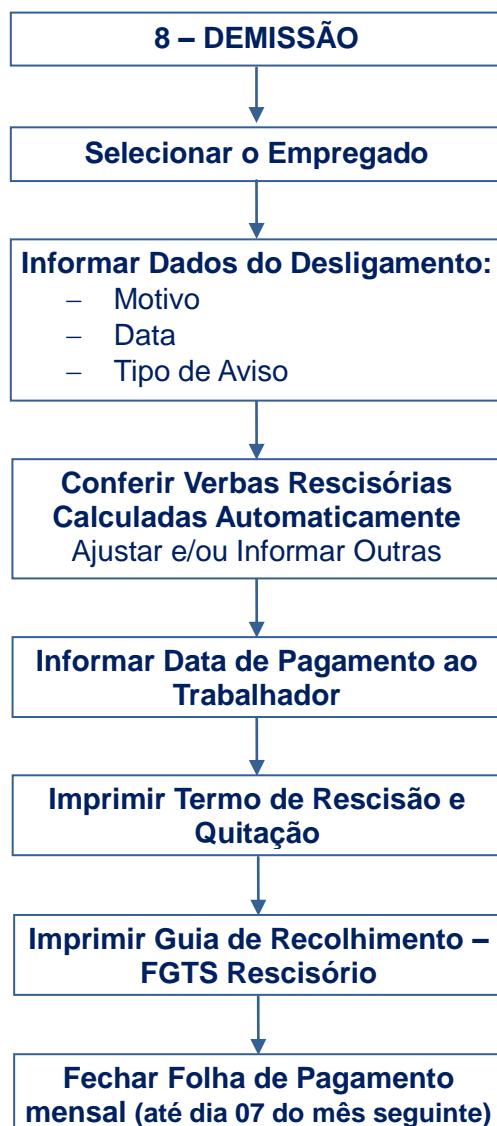 8 – DEMISSÃO
Selecionar o Empregado
Informar Dados do Desligamento:
– Motivo
– Data
– Tipo de Aviso
Conferir Verbas Rescisórias
Calculadas Automaticamente
Ajustar e/ou Informar Outras
Informar Data de Pagamento ao
Trabalhador
Imprimir Termo de Rescisão e
Quitação
Imprimir Guia de Recolhimento –
FGTS Rescisório
Fechar Folha de Pagamento
mensal (até dia 07 do mês seguinte)